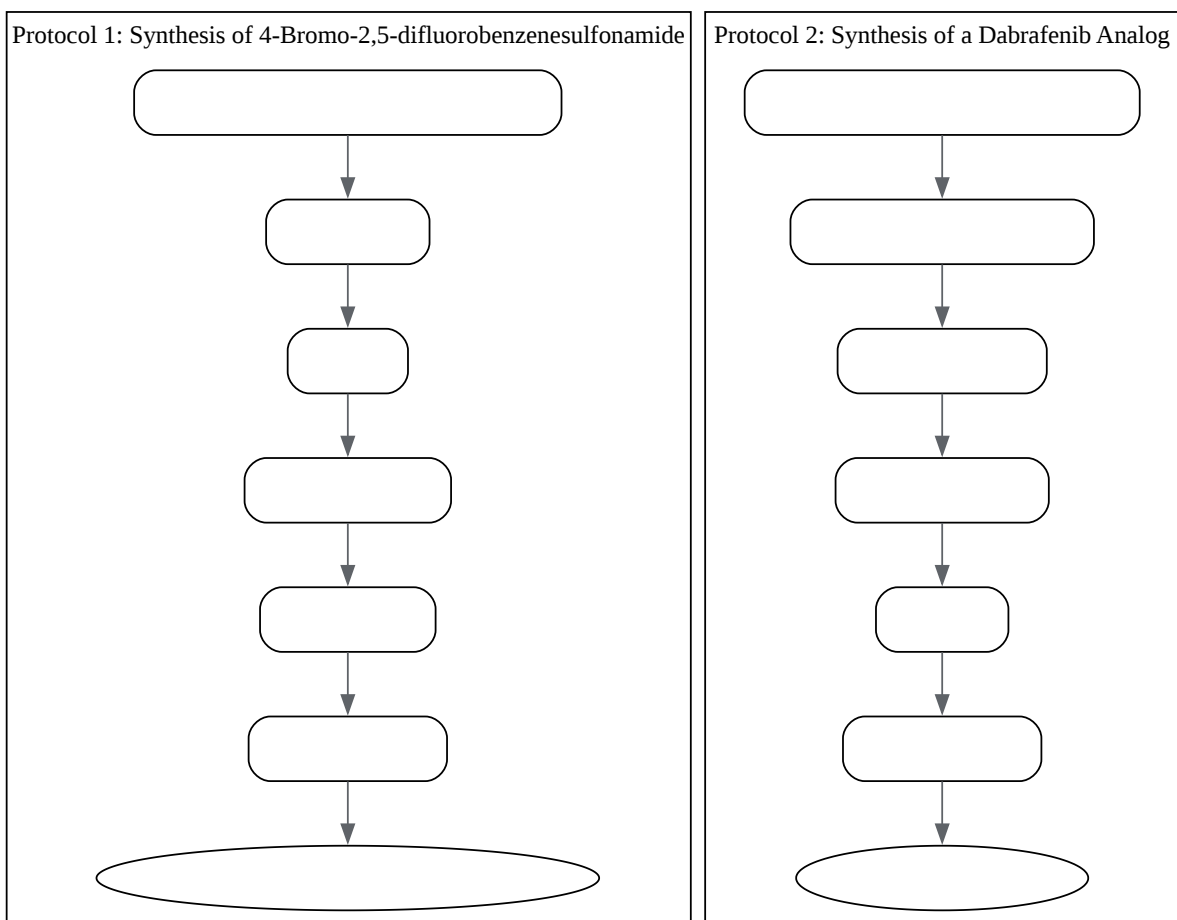 Protocol 1: Synthesis of 4-Bromo-2,5-difluorobenzenesulfonamide
Protocol 2: Synthesis of a Dabrafenib Analog